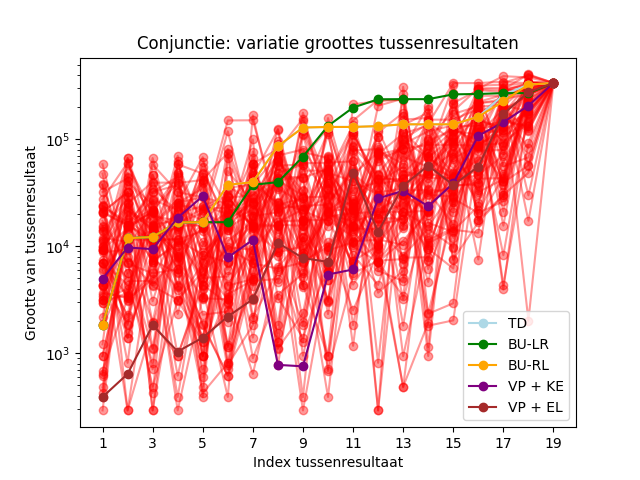 Conjunctie: variatie groottes tussenresultaten
Grootte van tussenresultaat
10^5
10^4
10^3
TD
BU-LR
BU-RL
VP + KE
VP + EL
1 3 5 7 9 11 13 15 17 19
Index tussenresultaat